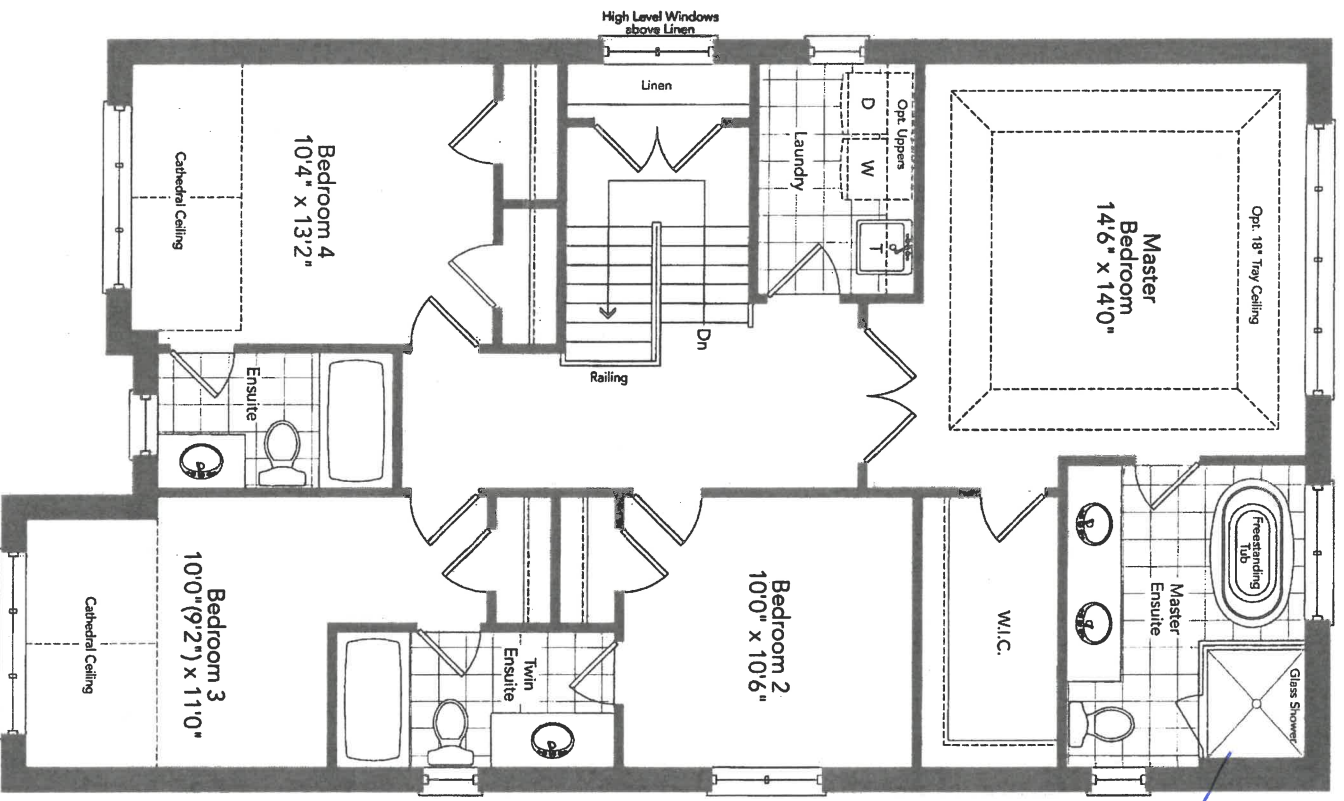 High Level Windows
above Linen
Linen
D
W
Opt. Uppers
Laundry
T
Dn
Railing
Bedroom 4
10'4" x 13'2"
Cathedral Ceiling
Master
Bedroom
14'6" x 14'0"
Opt. 18" Tray Ceiling
Ensuite
Bedroom 3
10'0"(9'2") x 11'0"
Cathedral Ceiling
Twin
Ensuite
Bedroom 2
10'0" x 10'6"
W.I.C.
Master
Ensuite
Freestanding
Tub
Glass Shower